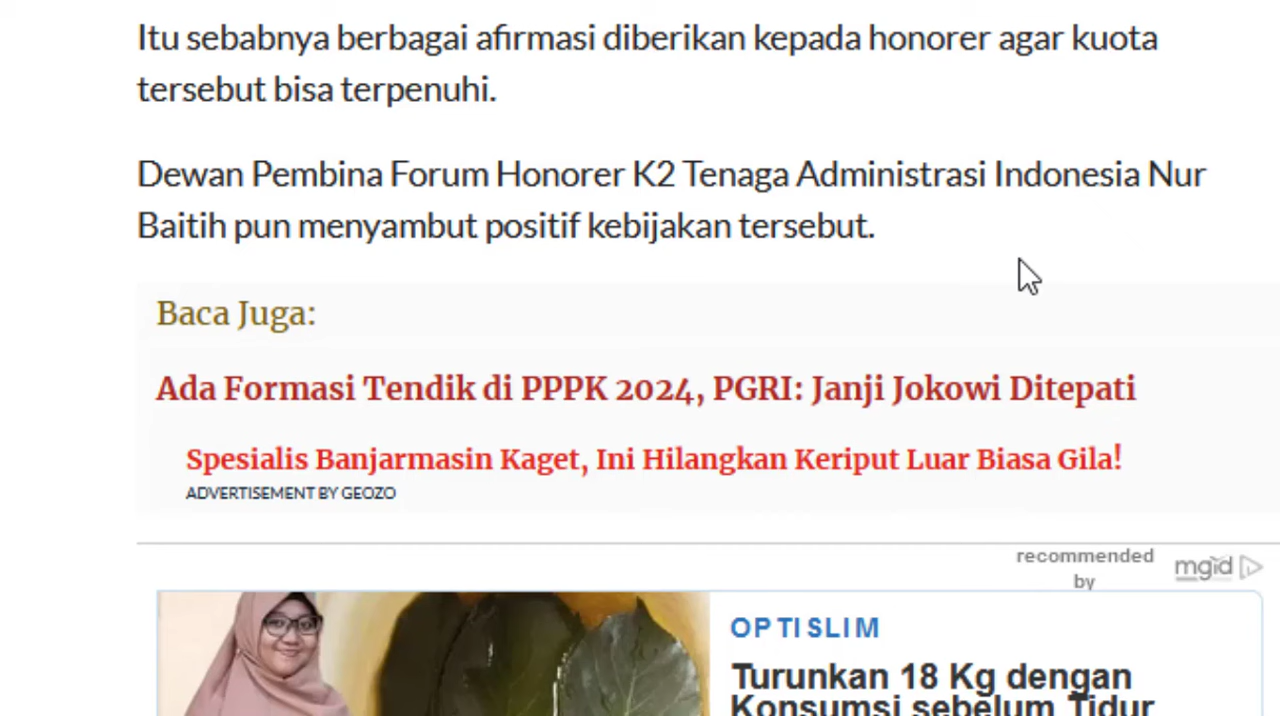 Itu sebabnya berbagai afirmasi diberikan kepada honorer agar kuota
tersebut bisa terpenuhi.
Dewan Pembina Forum Honorer K2 Tenaga Administrasi Indonesia Nur
Baitih pun menyambut positif kebijakan tersebut.
Baca Juga:
Ada Formasi Tendik di PPPK 2024, PGRI: Janji Jokowi Ditepati
Spesialis Banjarmasin Kaget, Ini Hilangkan Keriput Luar Biasa Gila!
ADVERTISEMENT BY GEOZO
recommended
by
mgid
OPTISLIM
Turunkan 18 Kg dengan
Konsumsi sebelum Tidur